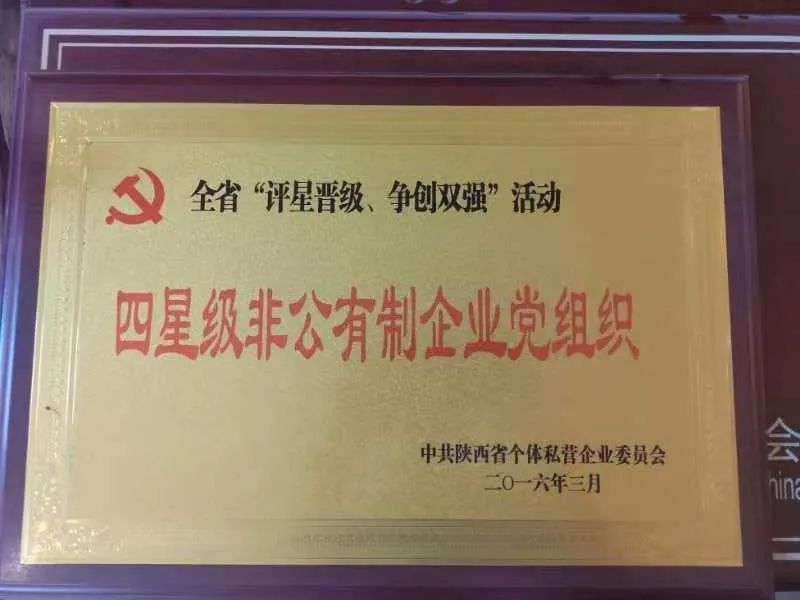 全省“评星晋级、争创双强”活动
四星级非公有制企业党组织
中共陕西省个体私营企业委员会
二〇一六年三月
会
hina